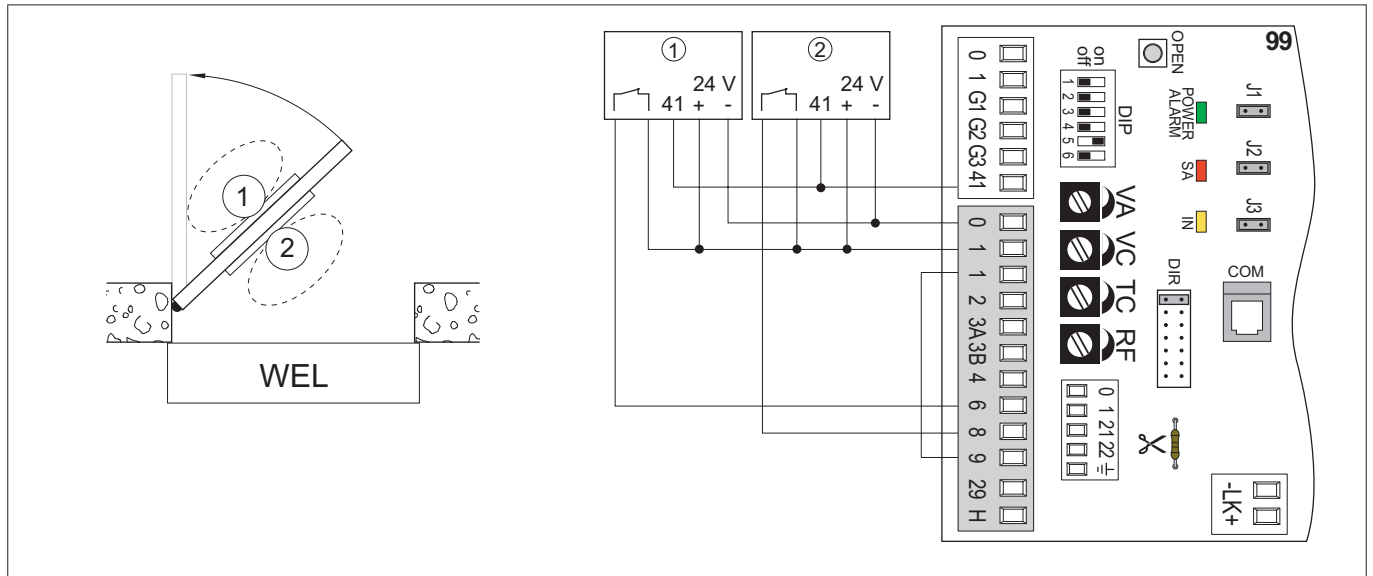 1
2
WEL
1
24 V
41 + -
2
24 V
41 + -
0
1
G1
G2
G3
41
0
1
1
2
3A
3B
4
6
8
9
29
H
on
off
1
2
3
4
5
6
DIP
VA
VC
TC
RF
0
1
21
22
OPEN
POWER
ALARM
SA
IN
DIR
99
J1
J2
J3
COM
-LK+